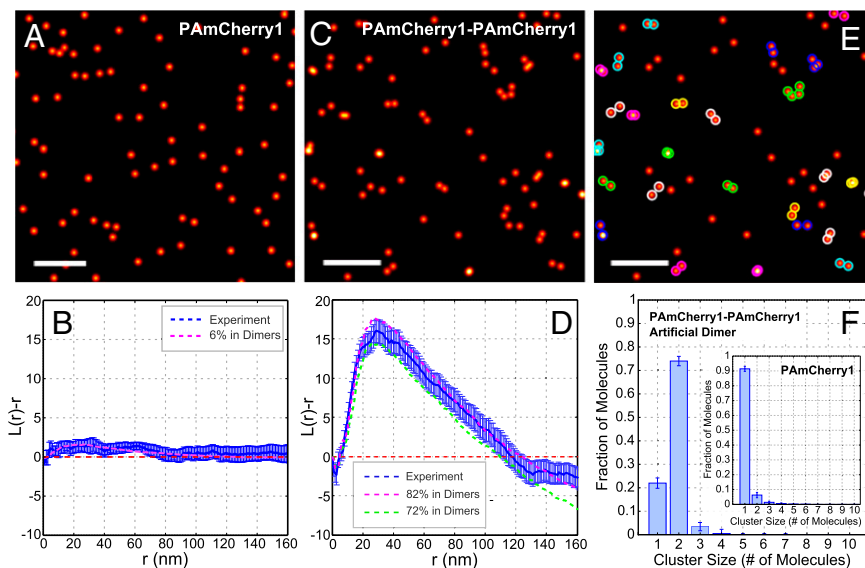 A
PAmCherry1
C
PAmCherry1-PAmCherry1
E
B
Experiment
6% in Dimers
L(r)-r
20
15
10
5
0
-5
-10
0 20 40 60 80 100 120 140 160
r (nm)
D
Experiment
82% in Dimers
72% in Dimers
L(r)-r
20
15
10
5
0
-5
-10
0 20 40 60 80 100 120 140 160
r (nm)
F
PAmCherry1-PAmCherry1
Artificial Dimer
Fraction of Molecules
1
0.9
0.8
0.7
0.6
0.5
0.4
0.3
0.2
0.1
0
1 2 3 4 5 6 7 8 9 10
Cluster Size (# of Molecules)
PAmCherry1
Fraction of Molecules
1
0.9
0.8
0.7
0.6
0.5
0.4
0.3
0.2
0.1
0
1 2 3 4 5 6 7 8 9 10
Cluster Size (# of Molecules)